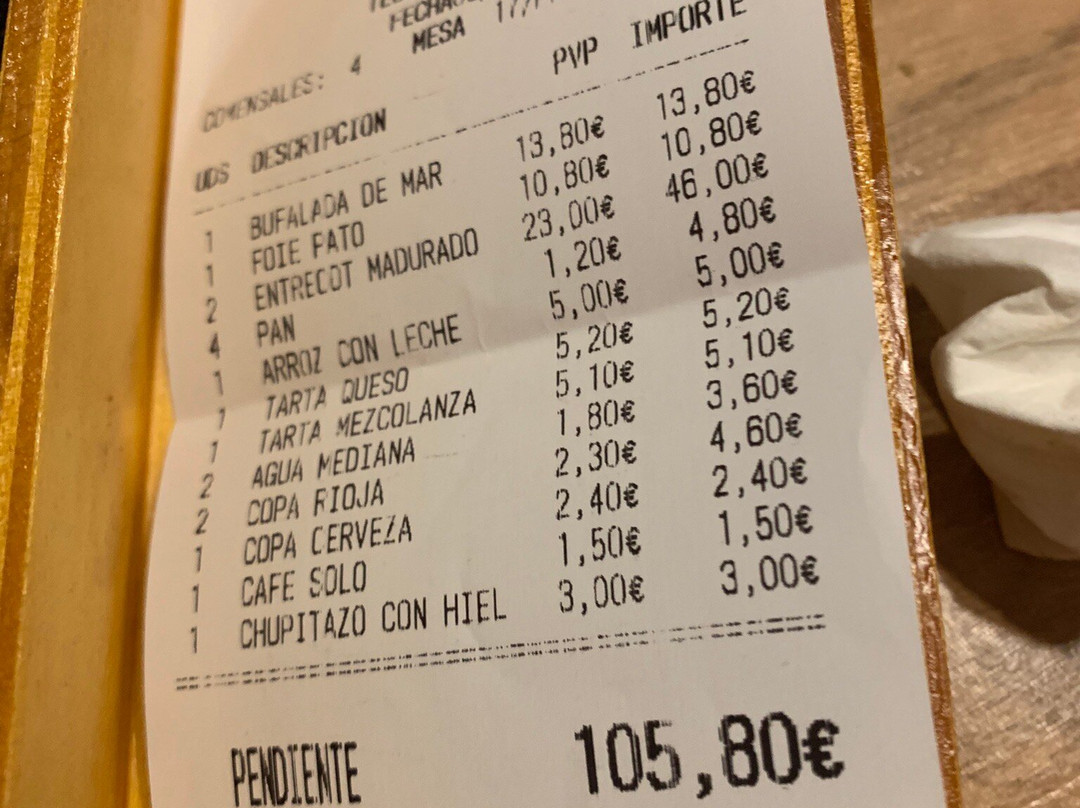 MESA 17/
COMENSALES: 4
UDS DESCRIPCION PVP IMPORTE
1 BUFALADA DE MAR 13,80€ 13,80€
1 FOIE PATO 10,80€ 10,80€
2 ENTRECOT MADURADO 23,00€ 46,00€
4 PAN 1,20€ 4,80€
1 ARROZ CON LECHE 5,00€ 5,00€
1 TARTA QUESO 5,20€ 5,20€
1 TARTA MEZCOLANZA 5,10€ 5,10€
2 AGUA MEDIANA 1,80€ 3,60€
2 COPA RIOJA 2,30€ 4,60€
1 COPA CERVEZA 2,40€ 2,40€
1 CAFE SOLO 1,50€ 1,50€
1 CHUPITAZO CON HIEL 3,00€ 3,00€
PENDIENTE 105,80€